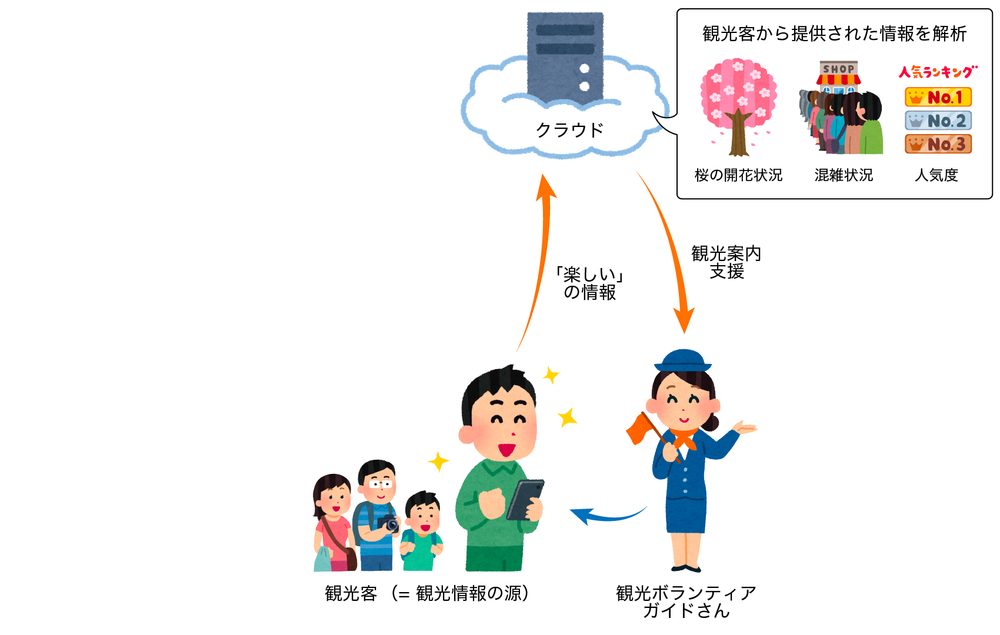 観光客から提供された情報を解析
SHOP
人気ランキング
No.1
No.2
No.3
桜の開花状況
混雑状況
人気度
クラウド
観光案内
支援
「楽しい」
の情報
観光客（= 観光情報の源）
観光ボランティア
ガイドさん